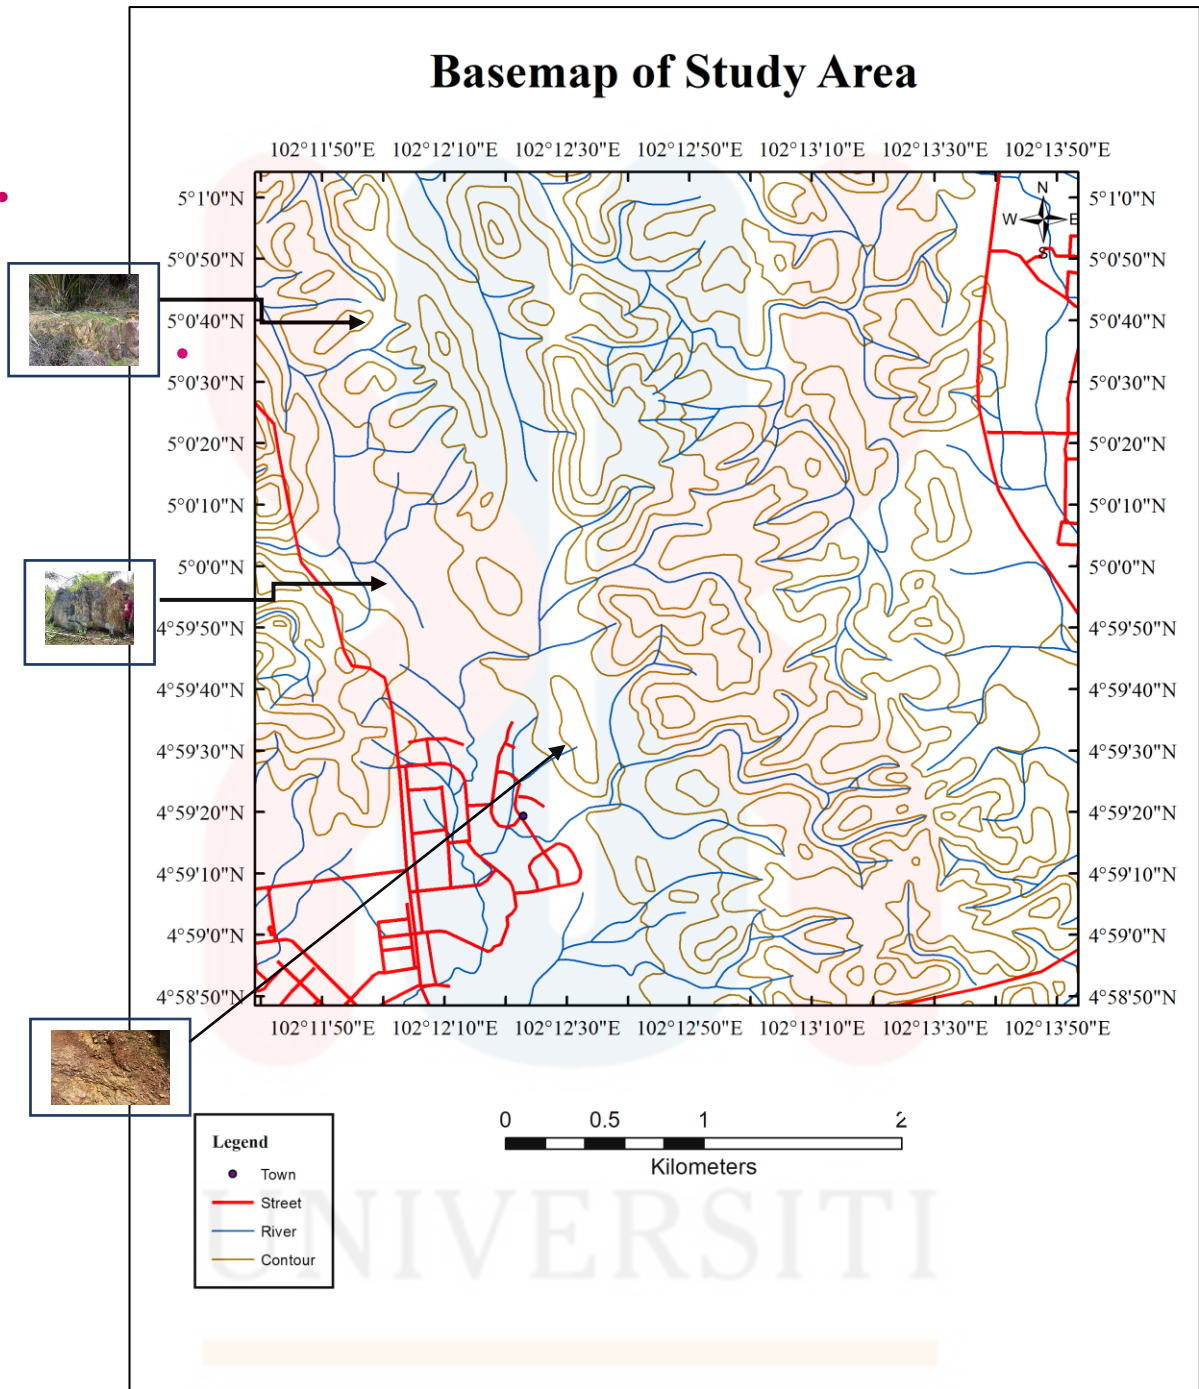 Basemap of Study Area
102°11'50"E 102°12'10"E 102°12'30"E 102°12'50"E 102°13'10"E 102°13'30"E 102°13'50"E
5°1'0"N 5°1'0"N
N
W E
S
5°0'50"N 5°0'50"N
5°0'40"N 5°0'40"N
5°0'30"N 5°0'30"N
5°0'20"N 5°0'20"N
5°0'10"N 5°0'10"N
5°0'0"N 5°0'0"N
4°59'50"N 4°59'50"N
4°59'40"N 4°59'40"N
4°59'30"N 4°59'30"N
4°59'20"N 4°59'20"N
4°59'10"N 4°59'10"N
4°59'0"N 4°59'0"N
4°58'50"N 4°58'50"N
102°11'50"E 102°12'10"E 102°12'30"E 102°12'50"E 102°13'10"E 102°13'30"E 102°13'50"E
0 0.5 1 2
Kilometers
Legend
Town
Street
River
Contour
UNIVERSITI